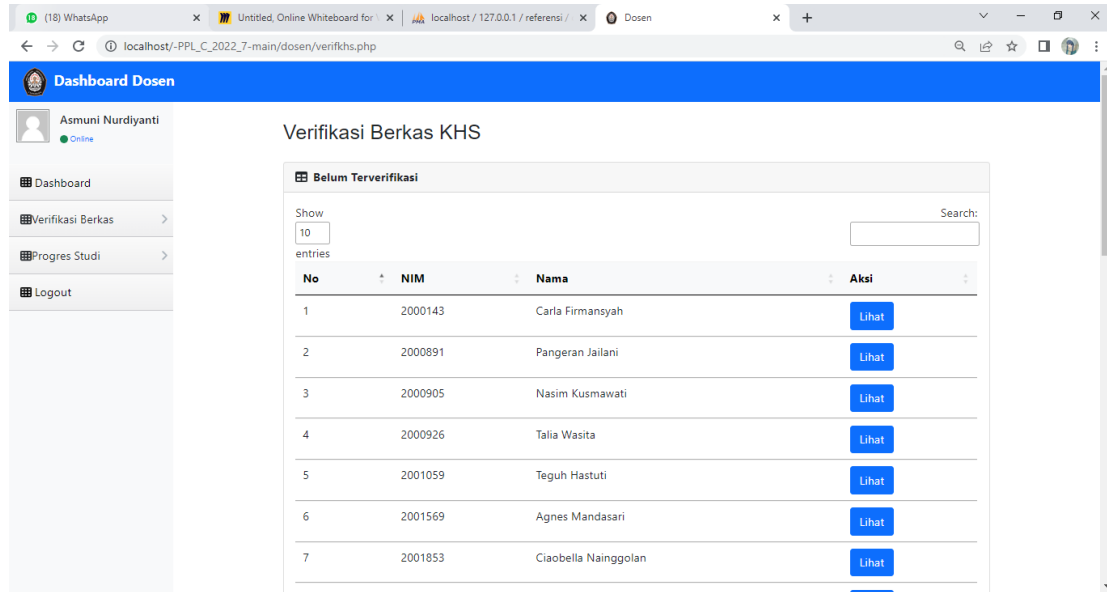 (18) WhatsApp
Untitled, Online Whiteboard for
localhost / 127.0.0.1 / referensi /
Dosen
localhost/-PPL_C_2022_7-main/dosen/verifkhs.php
Dashboard Dosen
Asmuni Nurdiyanti
Online
Dashboard
Verifikasi Berkas
Progres Studi
Logout
Verifikasi Berkas KHS
Belum Terverifikasi
Show
10
entries
Search:
No NIM Nama Aksi
1 2000143 Carla Firmansyah Lihat
2 2000891 Pangeran Jailani Lihat
3 2000905 Nasim Kusmawati Lihat
4 2000926 Talia Wasita Lihat
5 2001059 Teguh Hastuti Lihat
6 2001569 Agnes Mandasari Lihat
7 2001853 Ciaobella Nainggolan Lihat